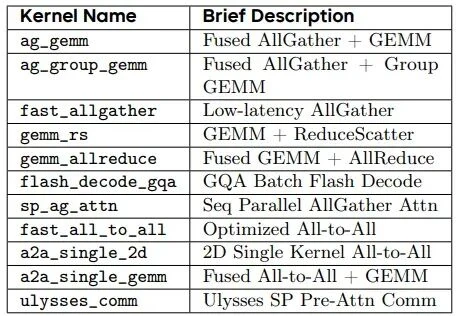 Kernel Name Brief Description
ag_gemm Fused AllGather + GEMM
ag_group_gemm Fused AllGather + Group
GEMM
fast_allgather Low-latency AllGather
gemm_rs GEMM + ReduceScatter
gemm_allreduce Fused GEMM + AllReduce
flash_decode_gqa GQA Batch Flash Decode
sp_ag_attn Seq Parallel AllGather Attn
fast_all_to_all Optimized All-to-All
a2a_single_2d 2D Single Kernel All-to-All
a2a_single_gemm Fused All-to-All + GEMM
ulysses_comm Ulysses SP Pre-Attn Comm